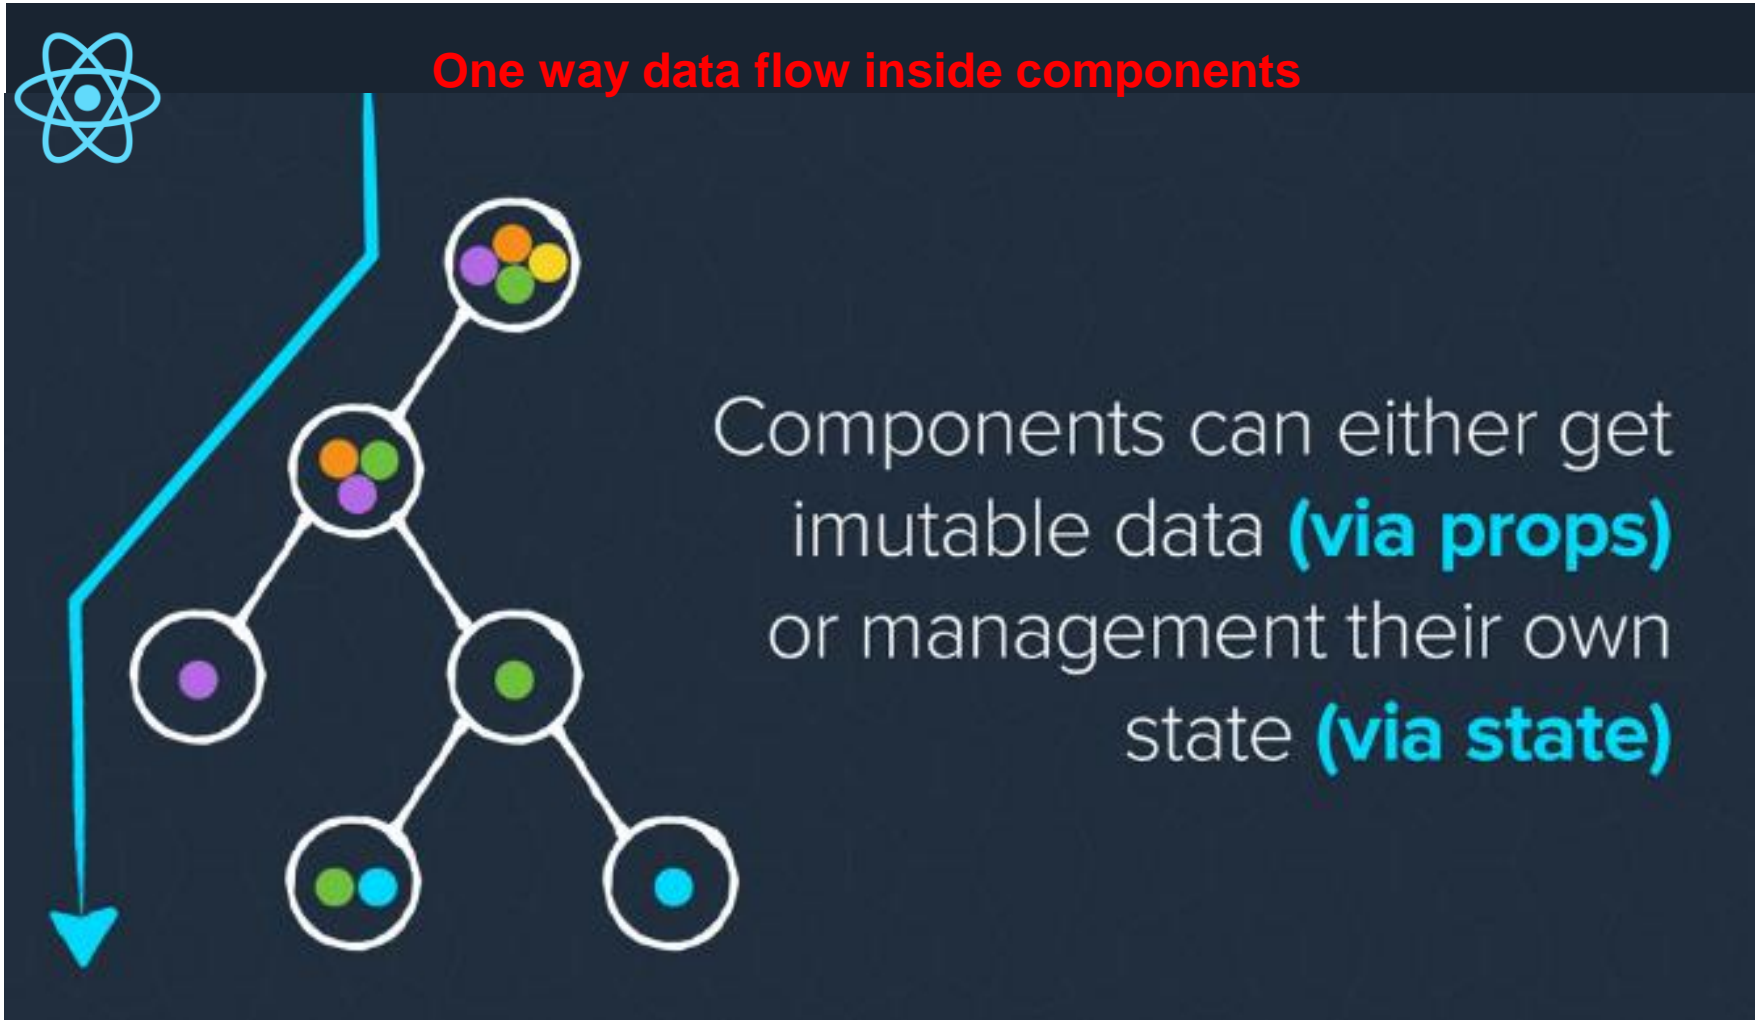 One way data flow inside components
Components can either get
imutable data (via props)
or management their own
state (via state)